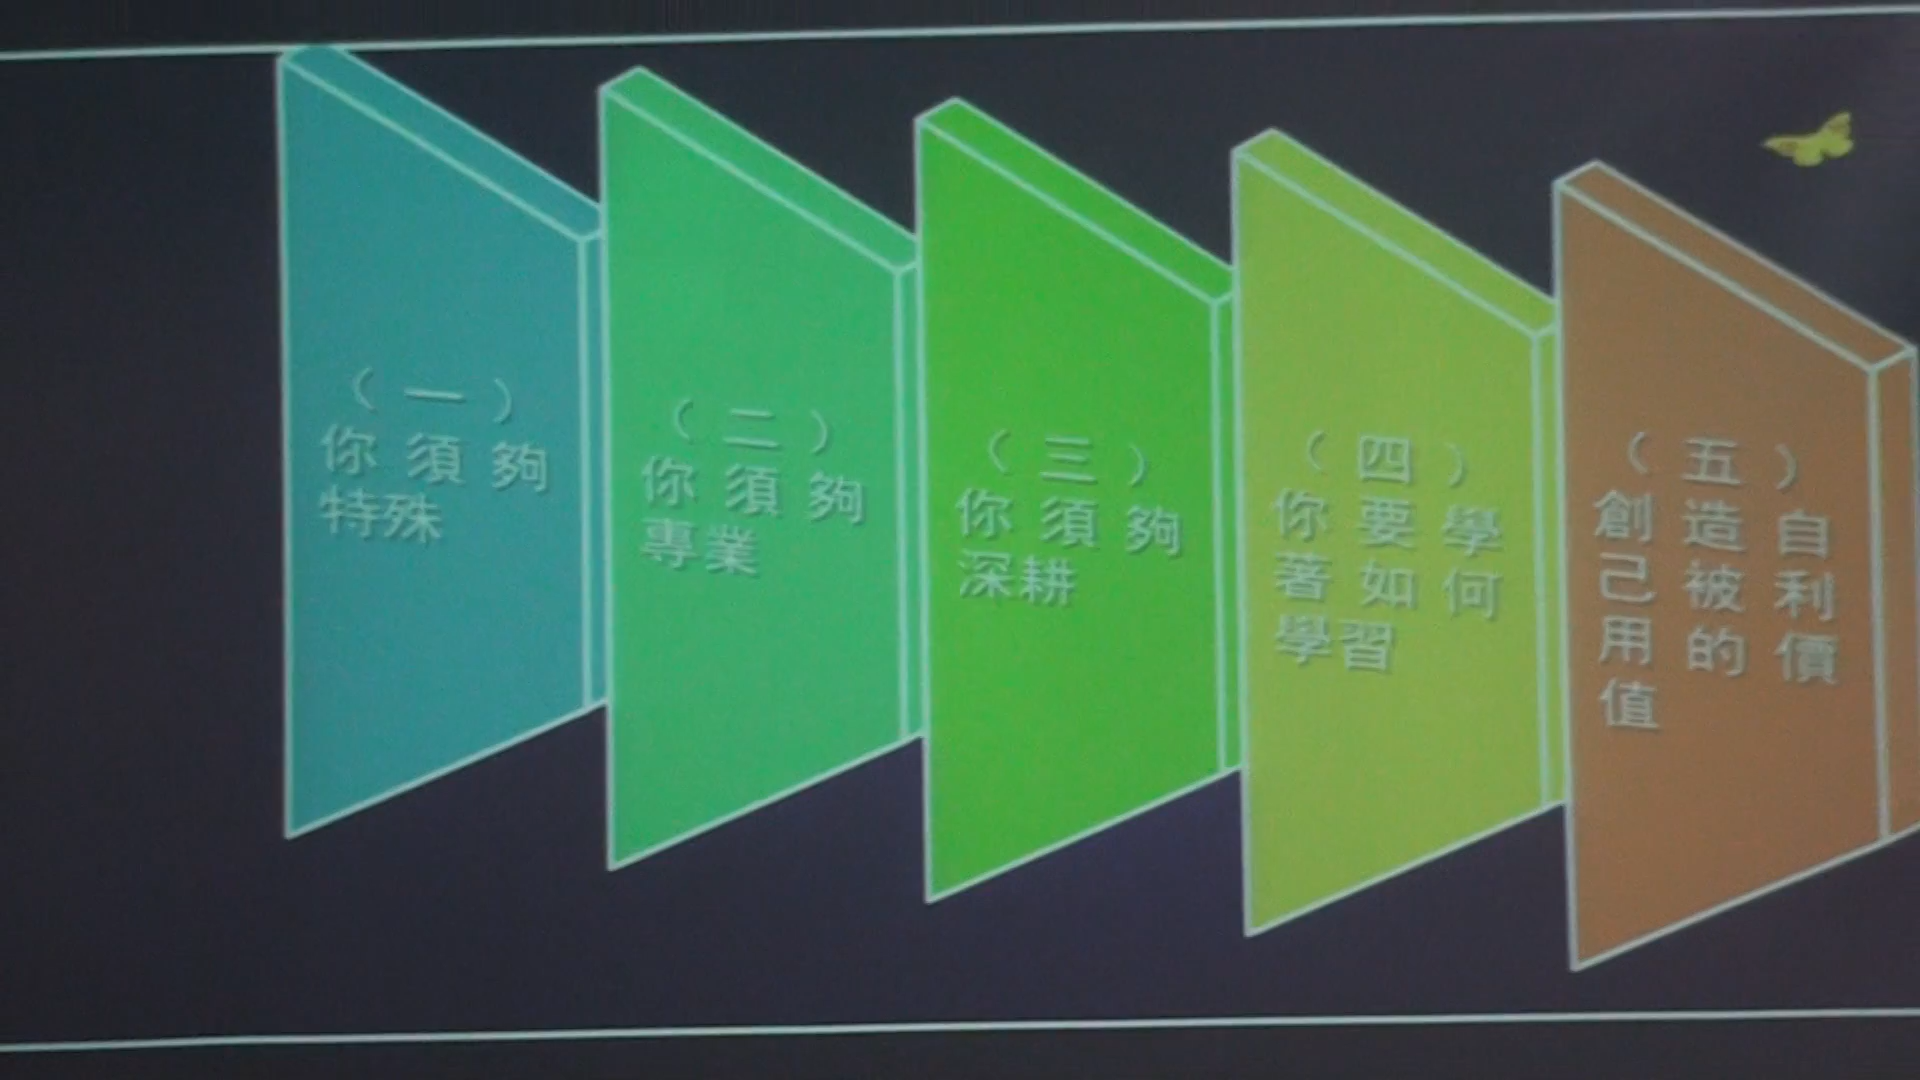 （一）
你須夠
特殊
（二）
你須夠
專業
（三）
你須夠
深耕
（四）
你要學
著如何
學習
（五）
創造自
己被利
用的價
值